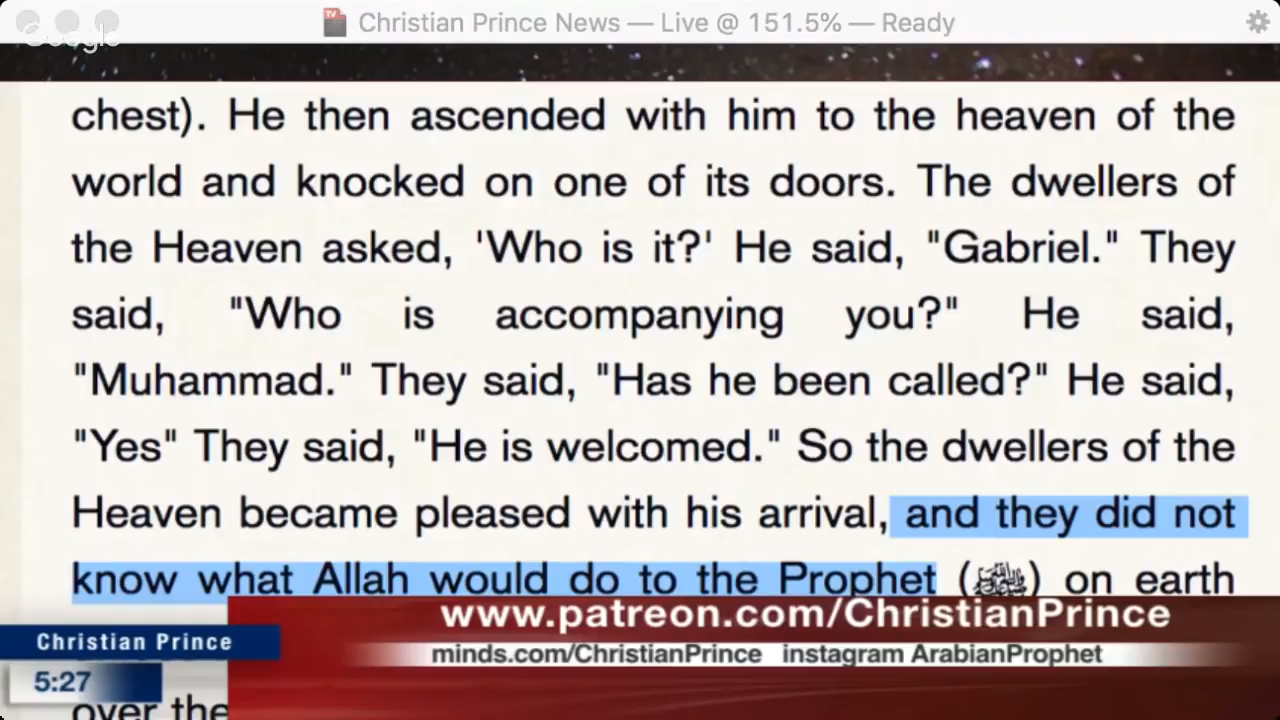 Christian Prince News — Live @ 151.5% — Ready
Google
chest). He then ascended with him to the heaven of the
world and knocked on one of its doors. The dwellers of
the Heaven asked, 'Who is it?' He said, "Gabriel." They
said, "Who is accompanying you?" He said,
"Muhammad." They said, "Has he been called?" He said,
"Yes" They said, "He is welcomed." So the dwellers of the
Heaven became pleased with his arrival, and they did not
know what Allah would do to the Prophet (ﷺ) on earth
www.patreon.com/ChristianPrince
Christian Prince
minds.com/ChristianPrince instagram ArabianProphet
5:27
over the